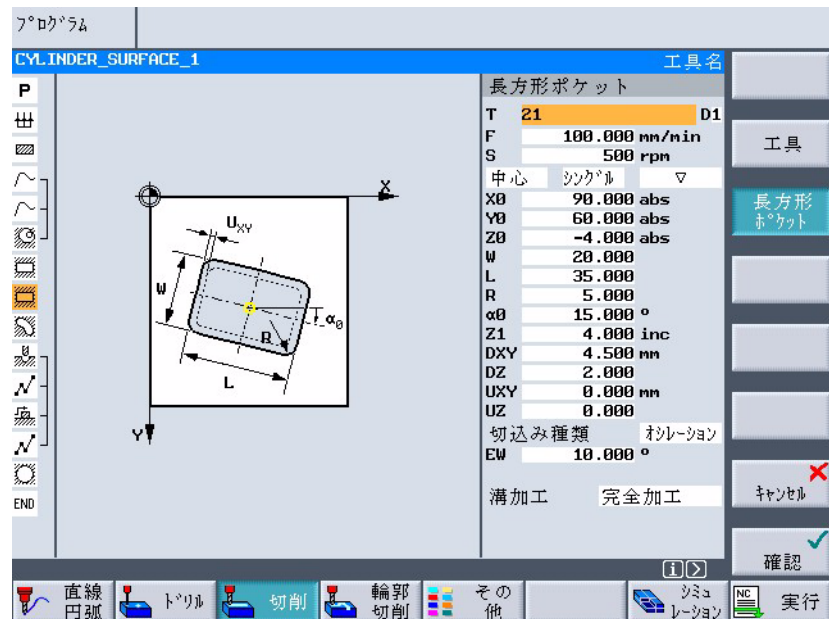 プログラム
CYLINDER_SURFACE_1 工具名
P
END
X
Y
UXY
W
L
R
α0
長方形ポケット
T 21 D1
F 100.000 mm/min
S 500 rpm
中心 シングル ▽
X0 90.000 abs
Y0 60.000 abs
Z0 -4.000 abs
W 20.000
L 35.000
R 5.000
α0 15.000 °
Z1 4.000 inc
DXY 4.500 mm
DZ 2.000
UXY 0.000 mm
UZ 0.000
切込み種類 オシレーション
EW 10.000 °
溝加工 完全加工
工具
長方形
ポケット
キャンセル
確認
直線
円弧
ドリル
切削
輪郭
切削
その
他
シミュ
レーション
NC
実行